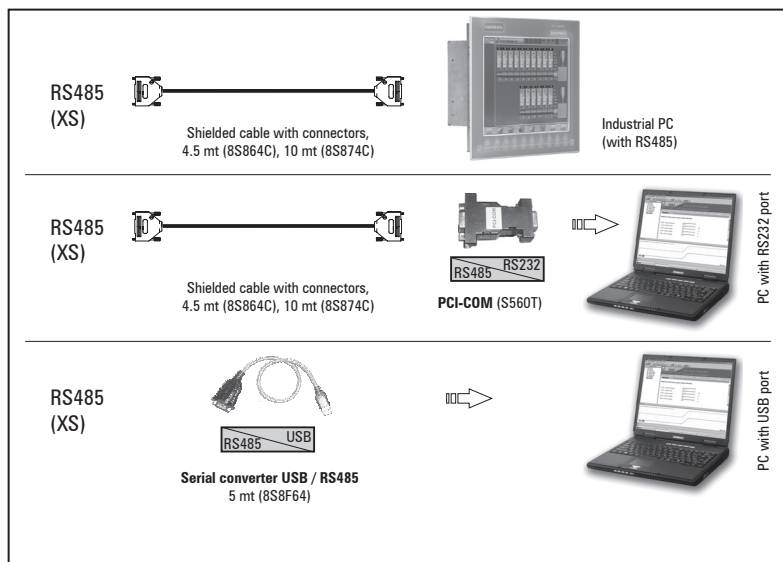 RS485
(XS)
Shielded cable with connectors,
4.5 mt (8S864C), 10 mt (8S874C)
Industrial PC
(with RS485)
RS485
(XS)
Shielded cable with connectors,
4.5 mt (8S864C), 10 mt (8S874C)
PCI-COM
RS485 RS232
PCI-COM (S560T)
PC with RS232 port
RS485
(XS)
RS485 USB
Serial converter USB / RS485
5 mt (8S8F64)
PC with USB port